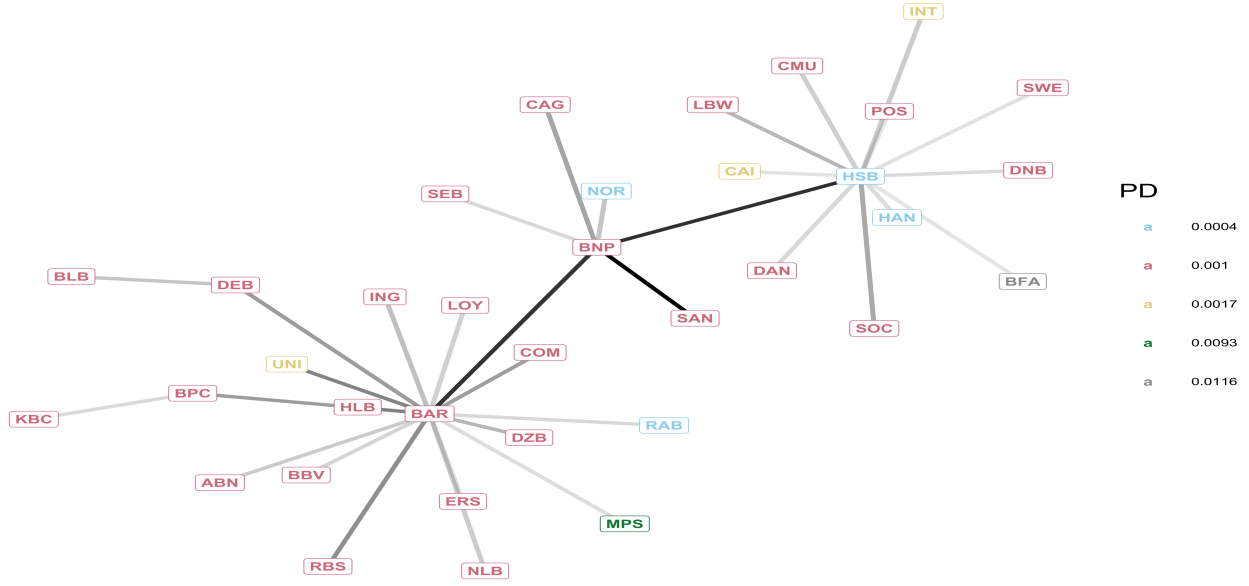 INT
CMU
SWE
CAG
LBW
POS
CAI
HSB
DNB
SEB
NOR
HAN
BNP
DAN
BFA
BLB
DEB
ING
LOY
SAN
SOC
COM
UNI
BPC
HLB
BAR
KBC
RAB
DZB
ABN
BBV
ERS
MPS
RBS
NLB
PD
a 0.0004
a 0.001
a 0.0017
a 0.0093
a 0.0116